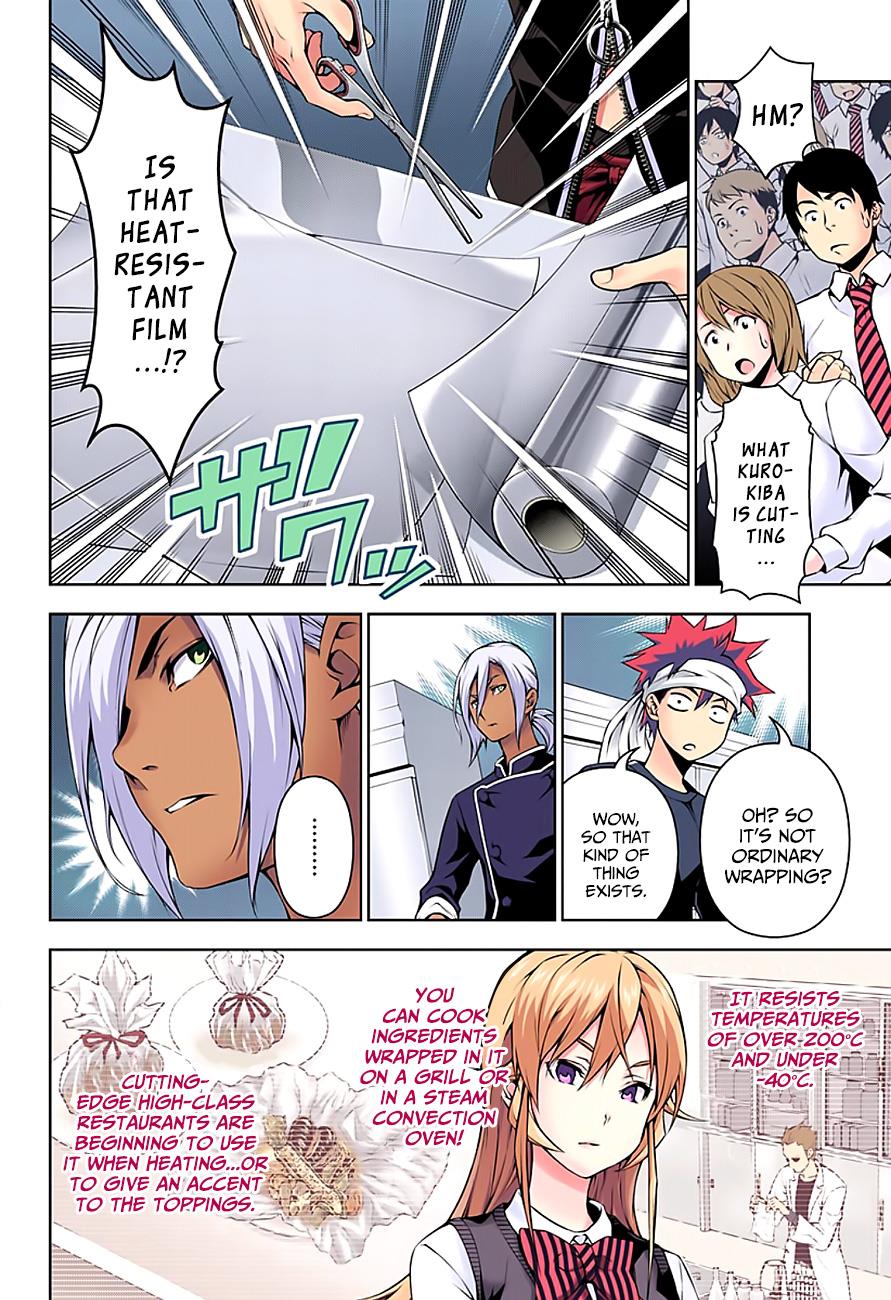 HM?
WHAT
KURO-
KIBA
IS CUT-
TING
...
IS
THAT
HEAT-
RESIS-
TANT
FILM
...!?
ザクッ
OH? SO
IT'S NOT
ORDINARY
WRAPPING?
WOW,
SO THAT
KIND OF
THING
EXISTS.
.........
IT RESISTS
TEMPERATURES
OF OVER 200°C
AND UNDER
-40°C.
YOU
CAN COOK
INGREDIENTS
WRAPPED IN IT
ON A GRILL OR
IN A STEAM
CONVECTION
OVEN!
CUTTING-
EDGE HIGH-CLASS
RESTAURANTS ARE
BEGINNING TO USE
IT WHEN HEATING...OR
TO GIVE AN ACCENT
TO THE TOPPINGS.